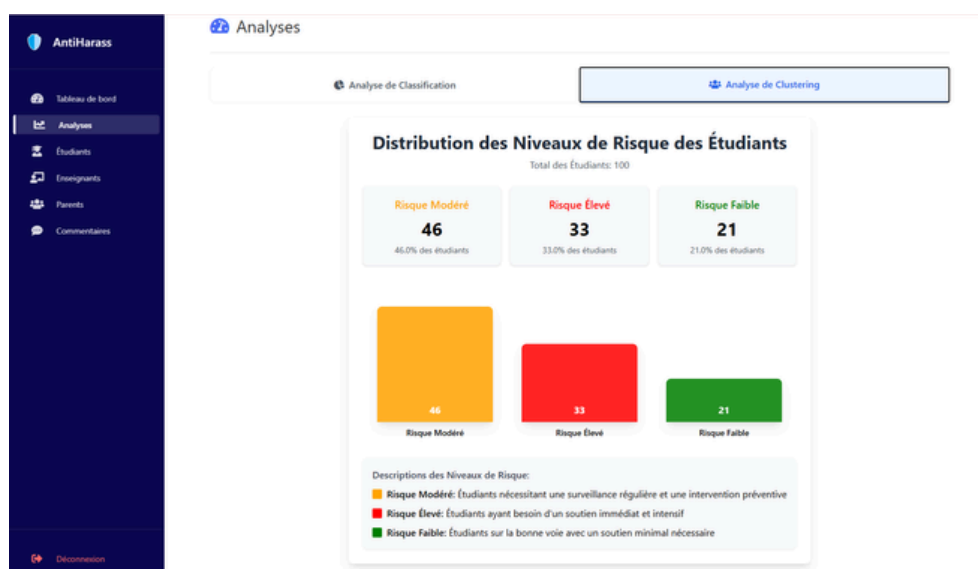 AntiHarass
Tableau de bord
Analyses
Étudiants
Enseignants
Parents
Commentaires
Déconnexion
Analyses
Analyse de Classification
Analyse de Clustering
Distribution des Niveaux de Risque des Étudiants
Total des Étudiants: 100
Risque Modéré
46
46.0% des étudiants
Risque Élevé
33
33.0% des étudiants
Risque Faible
21
21.0% des étudiants
46
Risque Modéré
33
Risque Élevé
21
Risque Faible
Descriptions des Niveaux de Risque:
Risque Modéré: Étudiants nécessitant une surveillance régulière et une intervention préventive
Risque Élevé: Étudiants ayant besoin d'un soutien immédiat et intensif
Risque Faible: Étudiants sur la bonne voie avec un soutien minimal nécessaire